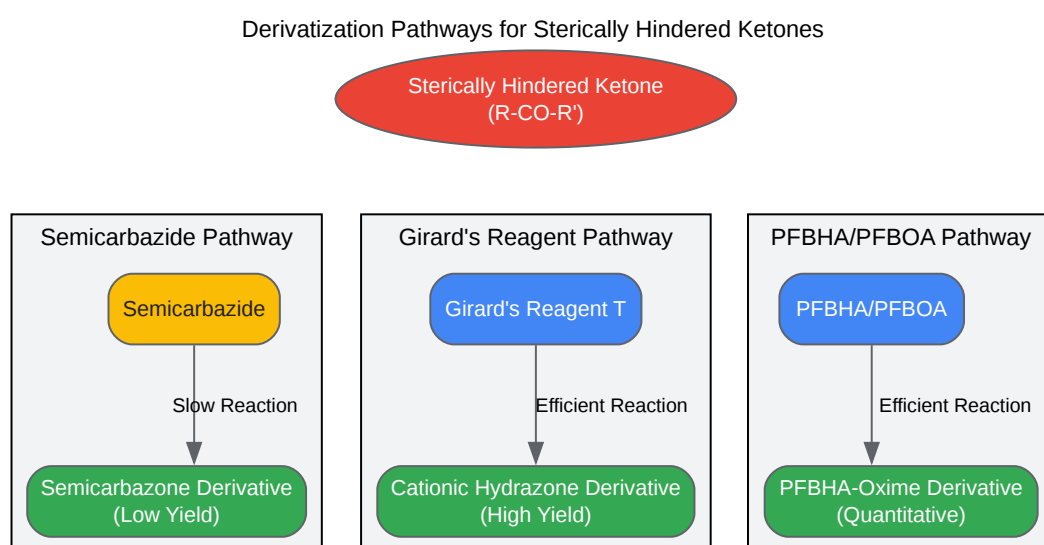 Derivatization Pathways for Sterically Hindered Ketones
Sterically Hindered Ketone
(R-CO-R')
Semicarbazide Pathway
Semicarbazide
Slow Reaction
Semicarbazone Derivative
(Low Yield)
Girard's Reagent Pathway
Girard's Reagent T
Efficient Reaction
Cationic Hydrazone Derivative
(High Yield)
PFBHA/PFBOA Pathway
PFBHA/PFBOA
Efficient Reaction
PFBHA-Oxime Derivative
(Quantitative)